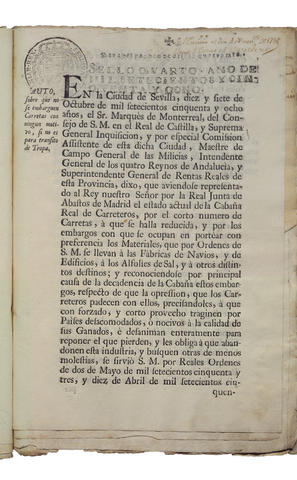 SELLO QUARTO. AÑO DE
MIL SETECIENTOS Y CIN-
CUENTA Y OCHO.
AUTO,
sobre que no
se embarguen
Carretas con
ningun moti-
vo, si no es
para transito
de Tropa.
EN la Ciudad de Sevilla, diez y siete de
Octubre de mil setecientos cinquenta y ocho
años, el Sr. Marquès de Monterreal, del Con-
sejo de S.M. en el Real de Castilla, y Suprema
General Inquisicion, y por especial Comission
Assistente de esta dicha Ciudad, Maestre de
Campo General de las Milicias, Intendente
General de los quatro Reynos de Andalucia, y
Superintendente General de Rentas Reales de
esta Provincia, dixo, que aviendose representa-
do al Rey nuestro Señor por la Real Junta de
Abastos de Madrid el estado actual de la Cabaña
Real de Carreteros, por el corto numero de
Carretas, à que se halla reducida, y por los
embargos con que se ocupan en portear con
preferencia los Materiales, que por Ordenes de
S.M. se llevan à las Fabricas de Navios, y de
Edificios, à los Alfolies de Sal, y à otros distin-
tos destinos; y reconociendose por principal
causa de la decadencia de la Cabaña estos embar-
gos, respecto de que la opression, que los Car-
reteros padecen con ellos, precisandoles, à que
con forzado, y corto provecho traginen por
Países desacomodados, ò nocivos à la calidad de
sus Ganados, è desaniman enteramente para
reponer el que pierden, y les obliga à que aban-
donen esta industria, y busquen otras de menos
molestias, se sirviò S.M. por Reales Ordenes
de dos de Mayo de mil setecientos cinquenta y
tres, y diez de Abril de mil setecientos cin-
quen-